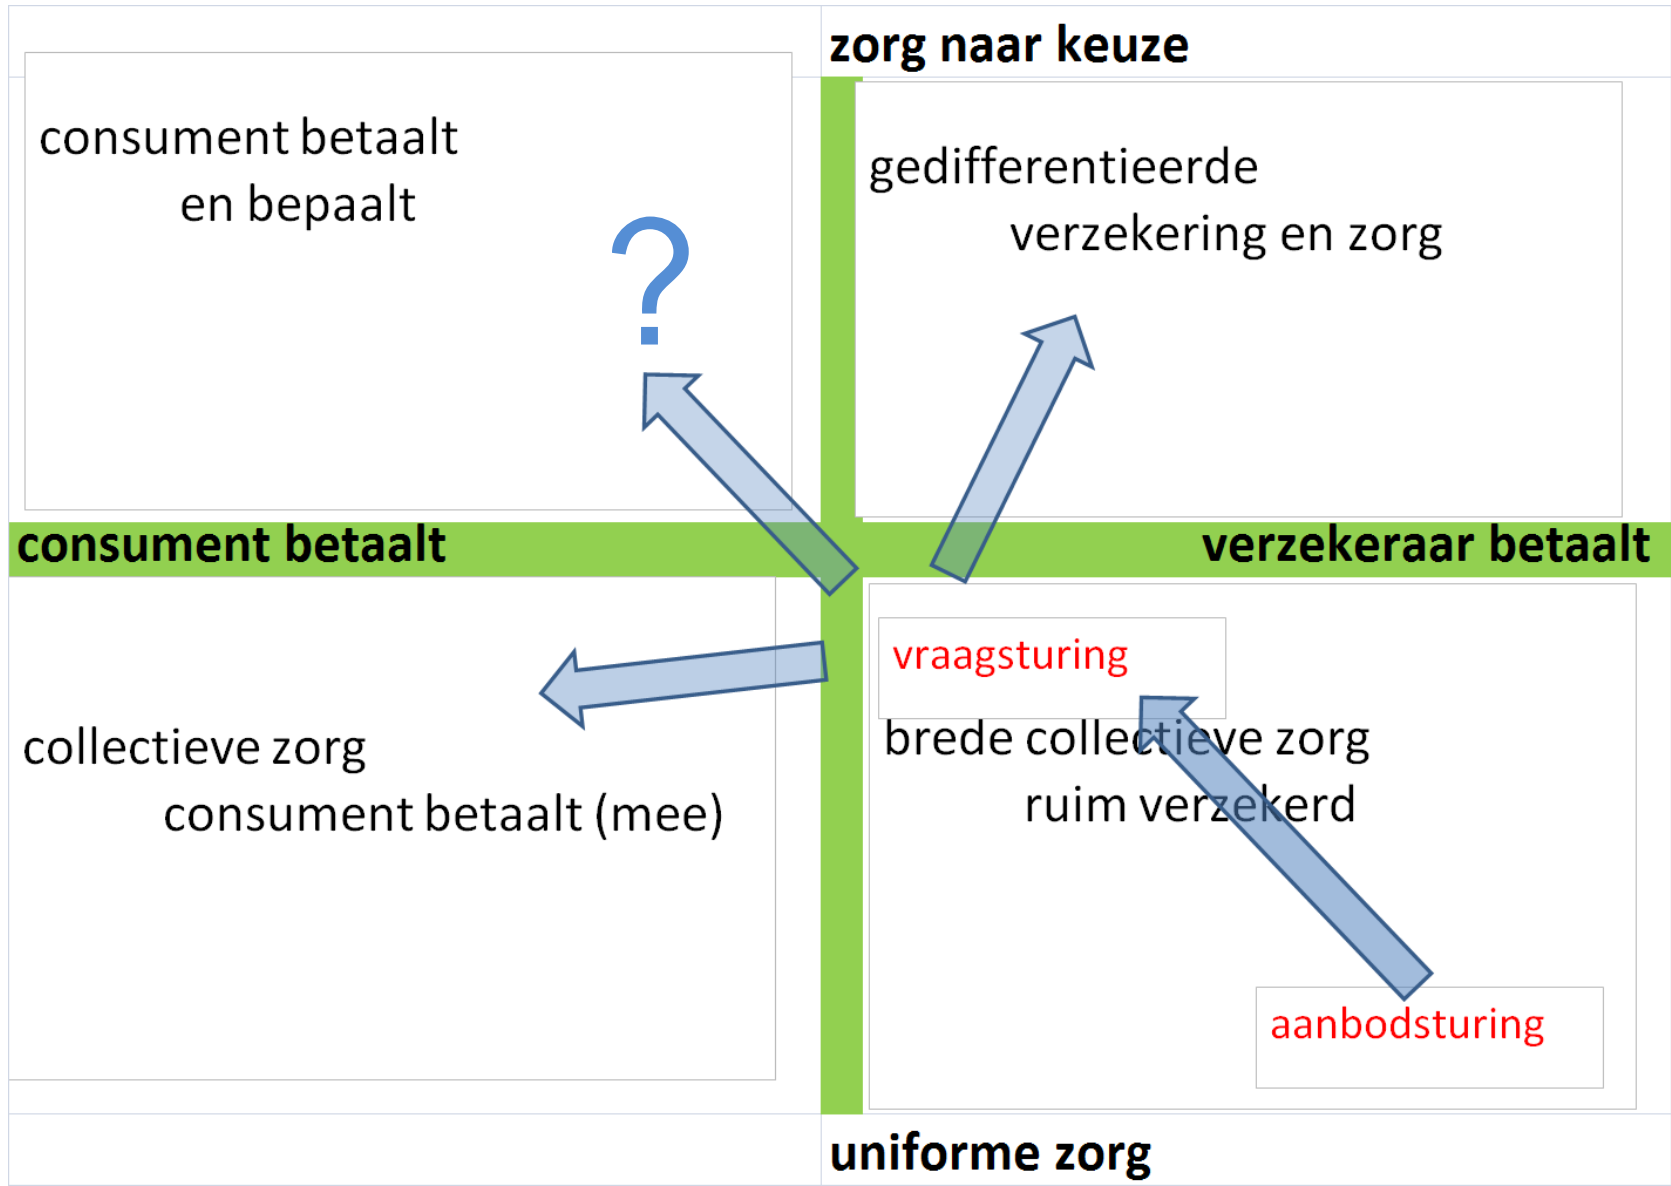 zorg naar keuze
consument betaalt
en bepaalt
?
gedifferentieerde
verzekering en zorg
consument betaalt
verzekeraar betaalt
vraagsturing
collectieve zorg
consument betaalt (mee)
brede collectieve zorg
ruim verzekerd
aanbodsturing
uniforme zorg